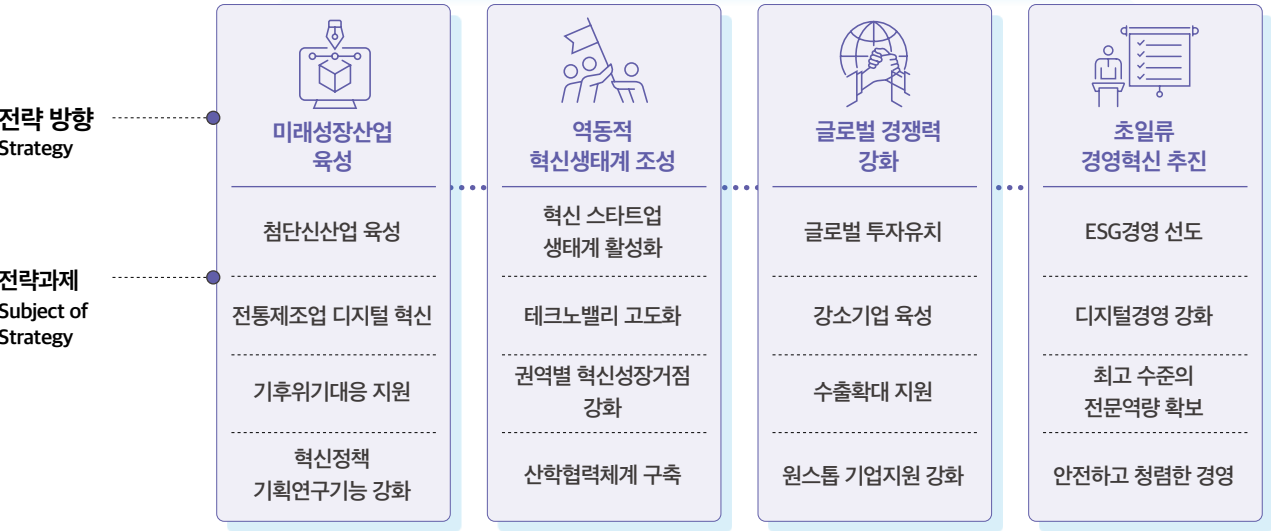 전략 방향
Strategy
미래성장산업
육성
역동적
혁신생태계 조성
글로벌 경쟁력
강화
초일류
경영혁신 추진
전략과제
Subject of
Strategy
첨단신산업 육성
전통제조업 디지털 혁신
기후위기대응 지원
혁신정책
기획연구기능 강화
혁신 스타트업
생태계 활성화
테크노밸리 고도화
권역별 혁신성장거점
강화
산학협력체계 구축
글로벌 투자유치
강소기업 육성
수출확대 지원
원스톱 기업지원 강화
ESG경영 선도
디지털경영 강화
최고 수준의
전문역량 확보
안전하고 청렴한 경영